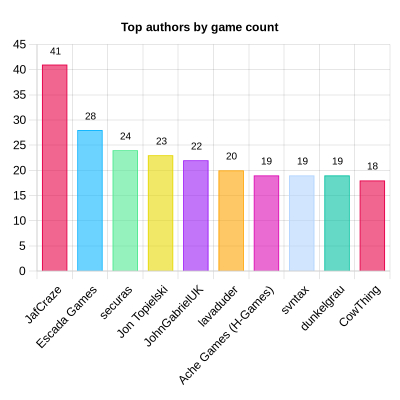 Top authors by game count
45
40
35
30
25
20
15
10
5
0
41
28
24
23
22
20
19
19
19
18
JafCraze
Escada Games
securas
Jon Topielski
JohnGabrielUK
lavaduder
Ache Games (H-Games)
svntax
dunkelgrau
CowThing